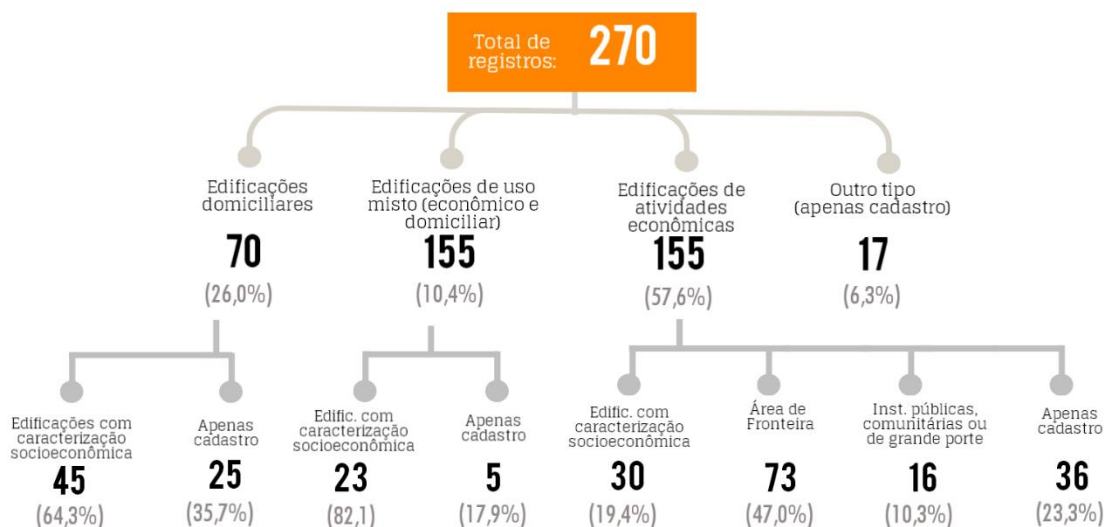 Total de
registros:
270
Edificações
domiciliares
70
(26,0%)
Edificações de uso
misto (econômico e
domiciliar)
155
(10,4%)
Edificações de
atividades
econômicas
155
(57,6%)
Outro tipo
(apenas cadastro)
17
(6,3%)
Edificações com
caracterização
socioeconômica
45
(64,3%)
Apenas
cadastro
25
(35,7%)
Edific. com
caracterização
socioeconômica
23
(82,1)
Apenas
cadastro
5
(17,9%)
Edific. com
caracterização
socioeconômica
30
(19,4%)
Área de
Fronteira
73
(47,0%)
Inst. públicas,
comunitárias ou
de grande porte
16
(10,3%)
Apenas
cadastro
36
(23,3%)